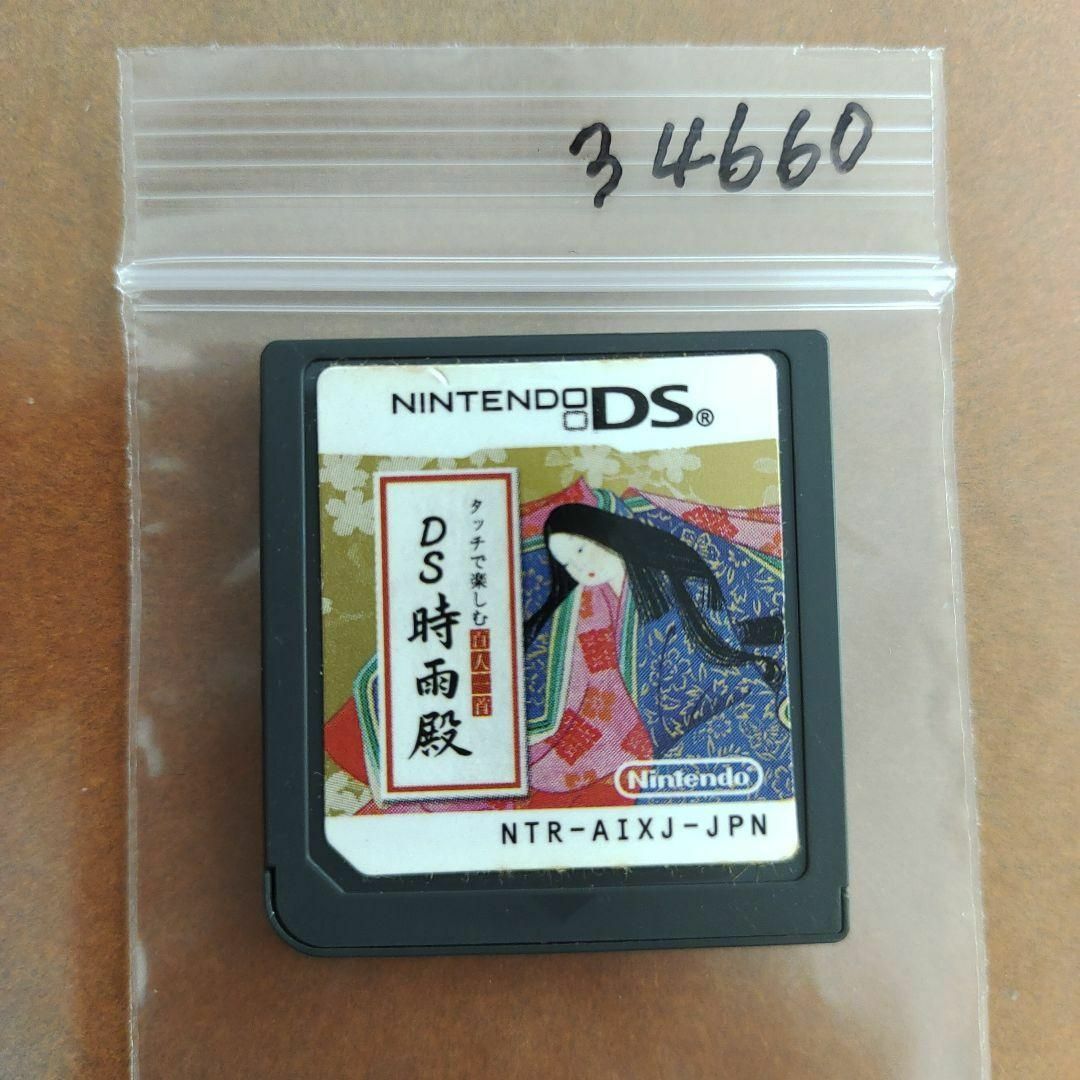 34660
NINTENDO DS®
タッチで楽しむ百人一首
DS時雨殿
Nintendo
NTR-AIXJ-JPN